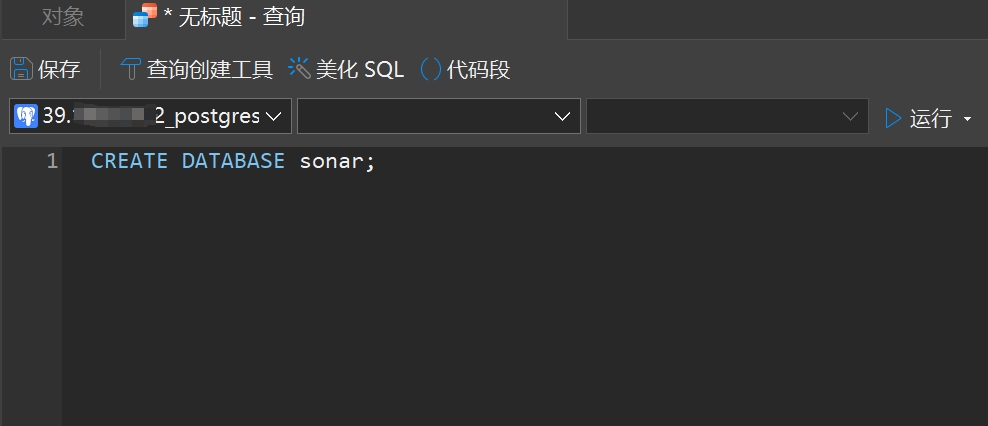 对象 * 无标题 - 查询
保存 查询创建工具 美化 SQL 代码段
39. 2_postgres 运行
1 CREATE DATABASE sonar;